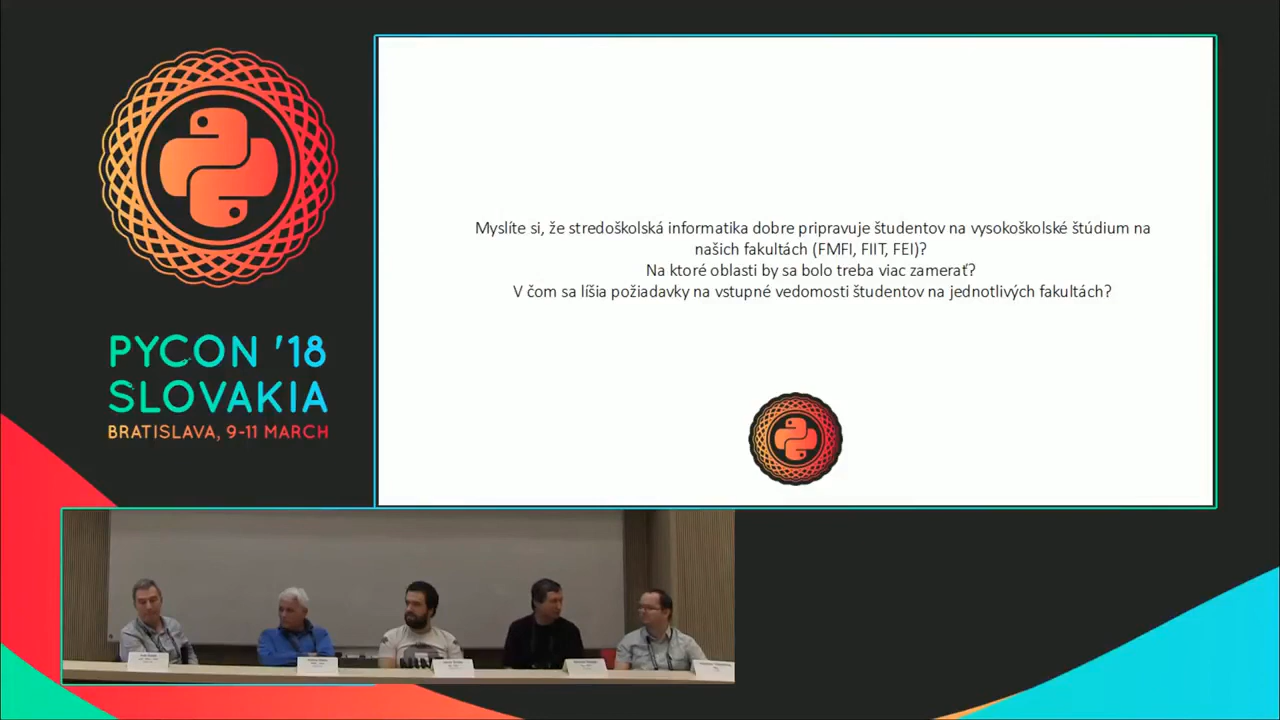 PYCON '18
SLOVAKIA
BRATISLAVA, 9-11 MARCH
Myslíte si, že stredoškolská informatika dobre pripravuje študentov na vysokoškolské štúdium na
našich fakultách (FMFI, FIIT, FEI)?
Na ktoré oblasti by sa bolo treba viac zamerať?
V čom sa líšia požiadavky na vstupné vedomosti študentov na jednotlivých fakultách?